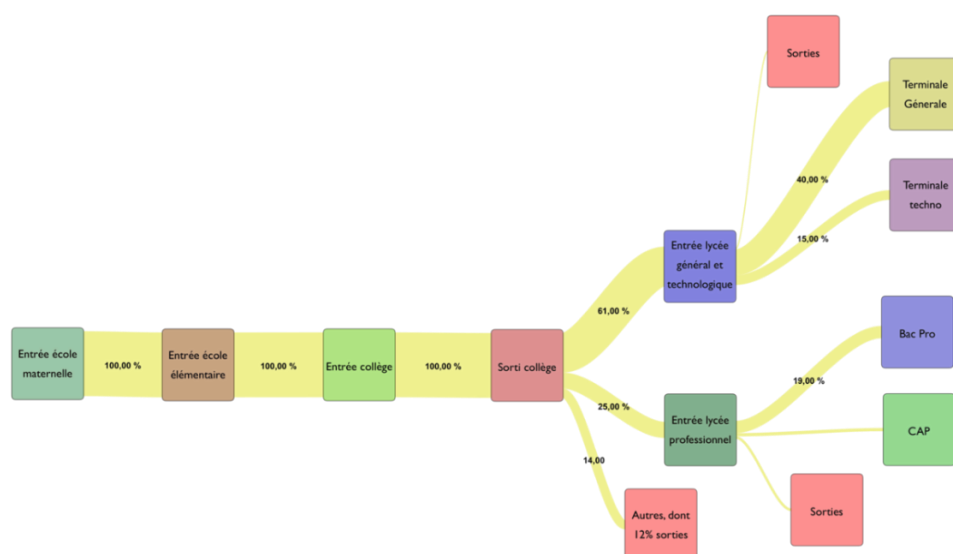 Sorties
Terminale
Génerale
40,00 %
Terminale
techno
15,00 %
Entrée lycée
général et
technologique
61,00 %
Entrée école
maternelle
100,00 %
Entrée école
élémentaire
100,00 %
Entrée collège
100,00 %
Sorti collège
Bac Pro
19,00 %
25,00 %
Entrée lycée
professionnel
CAP
14,00
Autres, dont
12% sorties
Sorties